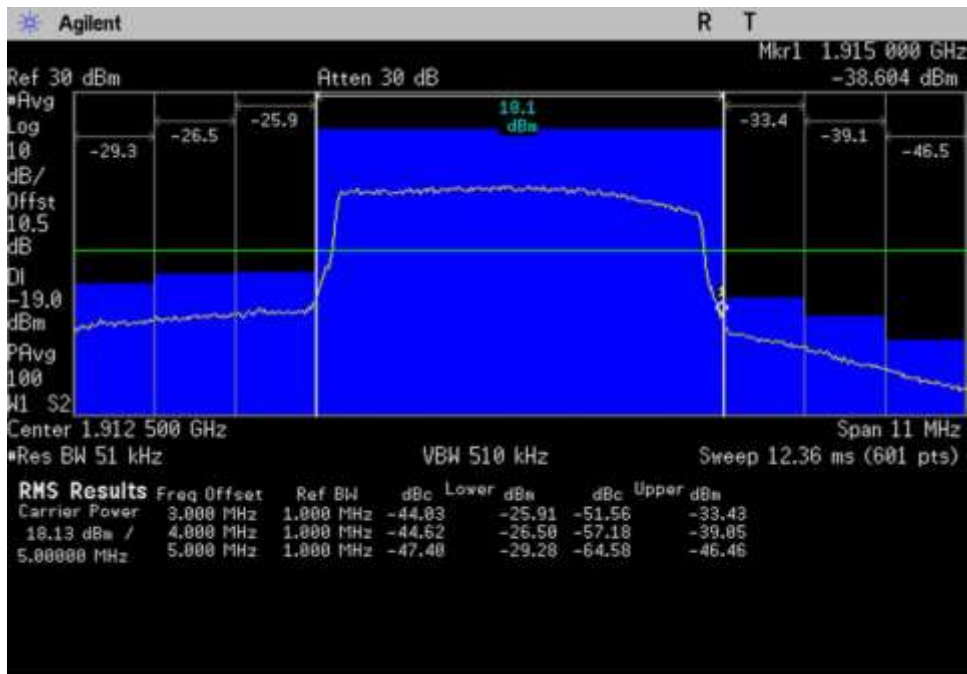 Agilent R T
Mkr1 1.915 000 GHz
Ref 30 dBm Atten 30 dB -38.604 dBm
#Avg
Log
10
dB/
Offst
10.5
dB
DI
-19.0
dBm
PAvg
100
W1 S2
18.1
dBm
-29.3 -26.5 -25.9 -33.4 -39.1 -46.5
1
Center 1.912 500 GHz Span 11 MHz
#Res BW 51 kHz VBW 510 kHz Sweep 12.36 ms (601 pts)
RMS Results Freq Offset Ref BW dBc Lower dBm dBc Upper dBm
Carrier Power 3.000 MHz 1.000 MHz -44.03 -25.91 -51.56 -33.43
18.13 dBm / 4.000 MHz 1.000 MHz -44.62 -26.50 -57.18 -39.05
5.00000 MHz 5.000 MHz 1.000 MHz -47.40 -29.28 -64.58 -46.46